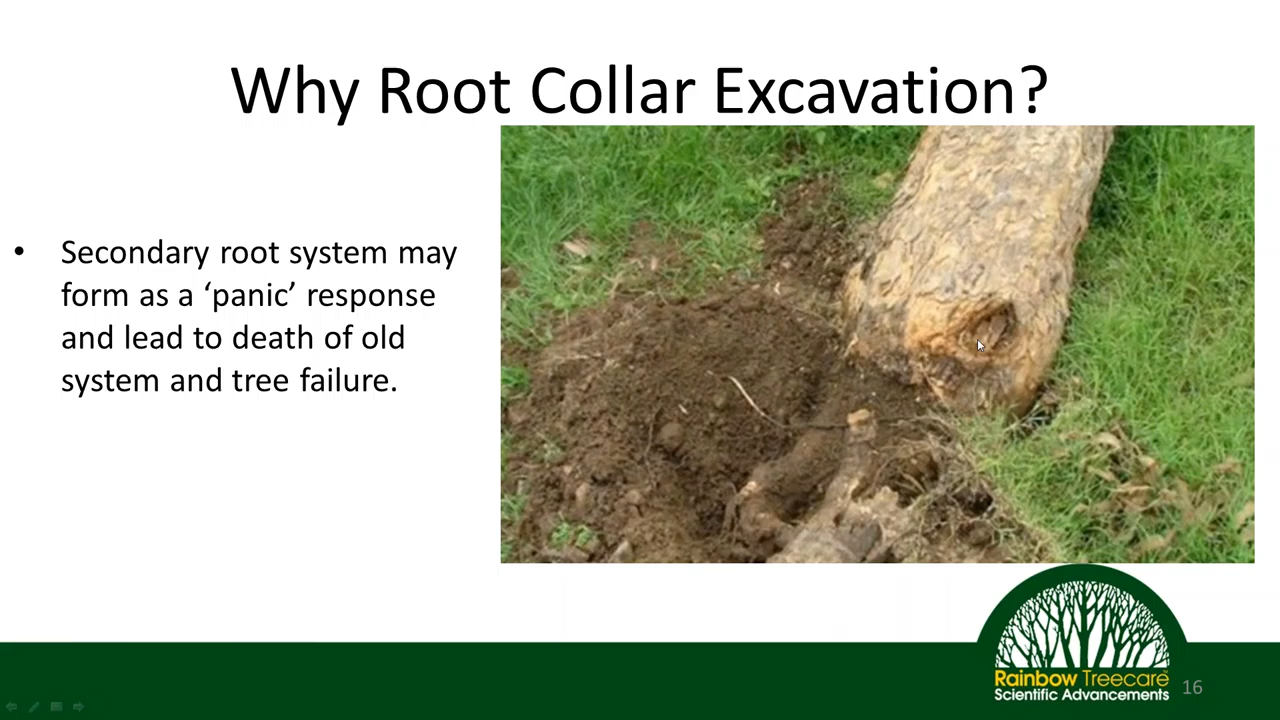 Why Root Collar Excavation?
• Secondary root system may
form as a ‘panic’ response
and lead to death of old
system and tree failure.
Rainbow Treecare
Scientific Advancements
16